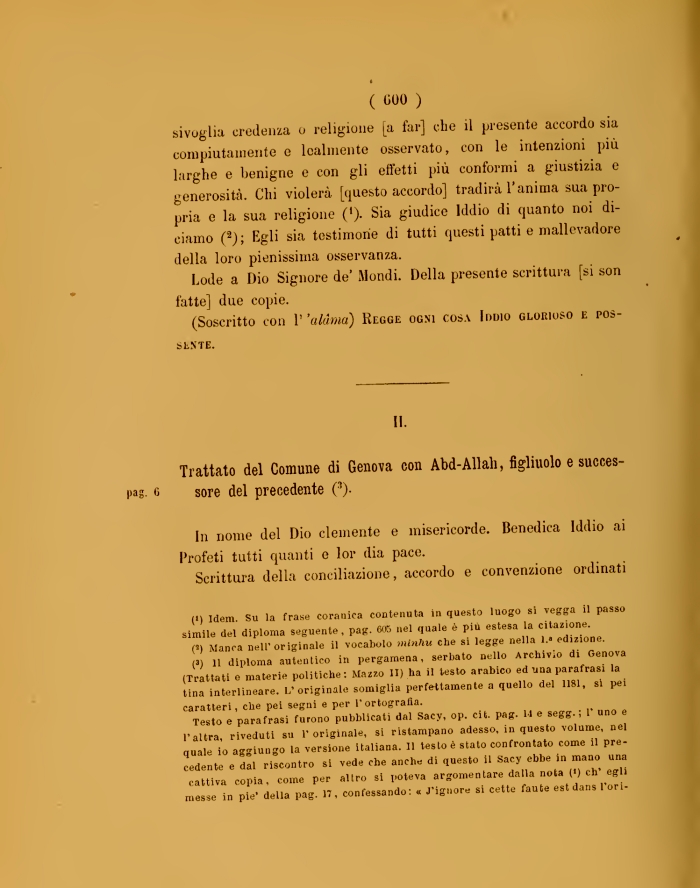 ( 600 )
sivoglia credenza o religione [a far] che il presente accordo sia
compiutamente e lealmente osservato, con le intenzioni più
larghe e benigne e con gli effetti più conformi a giustizia e
generosità. Chi violerà [questo accordo] tradirà l'anima sua pro-
pria e la sua religione (¹). Sia giudice Iddio di quanto noi di-
ciamo (²); Egli sia testimone di tutti questi patti e mallevadore
della loro pienissima osservanza.
Lode a Dio Signore de' Mondi. Della presente scrittura [si son
fatte] due copie.
(Soscritto con l' 'alâma) REGGE OGNI COSA IDDIO GLORIOSO E POS-
SENTE.
II.
Trattato del Comune di Genova con Abd-Allah, figliuolo e succes-
pag. 6 sore del precedente (³).
In nome del Dio clemente e misericorde. Benedica Iddio ai
Profeti tutti quanti e lor dia pace.
Scrittura della conciliazione, accordo e convenzione ordinati
(¹) Idem. Su la frase coranica contenuta in questo luogo si vegga il passo
simile del diploma seguente, pag. 605 nel quale è più estesa la citazione.
(²) Manca nell'originale il vocabolo minhu che si legge nella 1.ª edizione.
(³) Il diploma autentico in pergamena, serbato nello Archivio di Genova
(Trattati e materie politiche: Mazzo II) ha il testo arabico ed una parafrasi la
tina interlineare. L'originale somiglia perfettamente a quello del 1181, sì pei
caratteri, che pei segni e per l'ortografia.
Testo e parafrasi furono pubblicati dal Sacy, op. cit. pag. 14 e segg.; l'uno e
l'altra, riveduti su l'originale, si ristampano adesso, in questo volume, nel
quale io aggiungo la versione italiana. Il testo è stato confrontato come il pre-
cedente e dal riscontro si vede che anche di questo il Sacy ebbe in mano una
cattiva copia, come per altro si poteva argomentare dalla nota (¹) ch' egli
messe in pie' della pag. 17, confessando: « J'ignore si cette faute est dans l'ori-